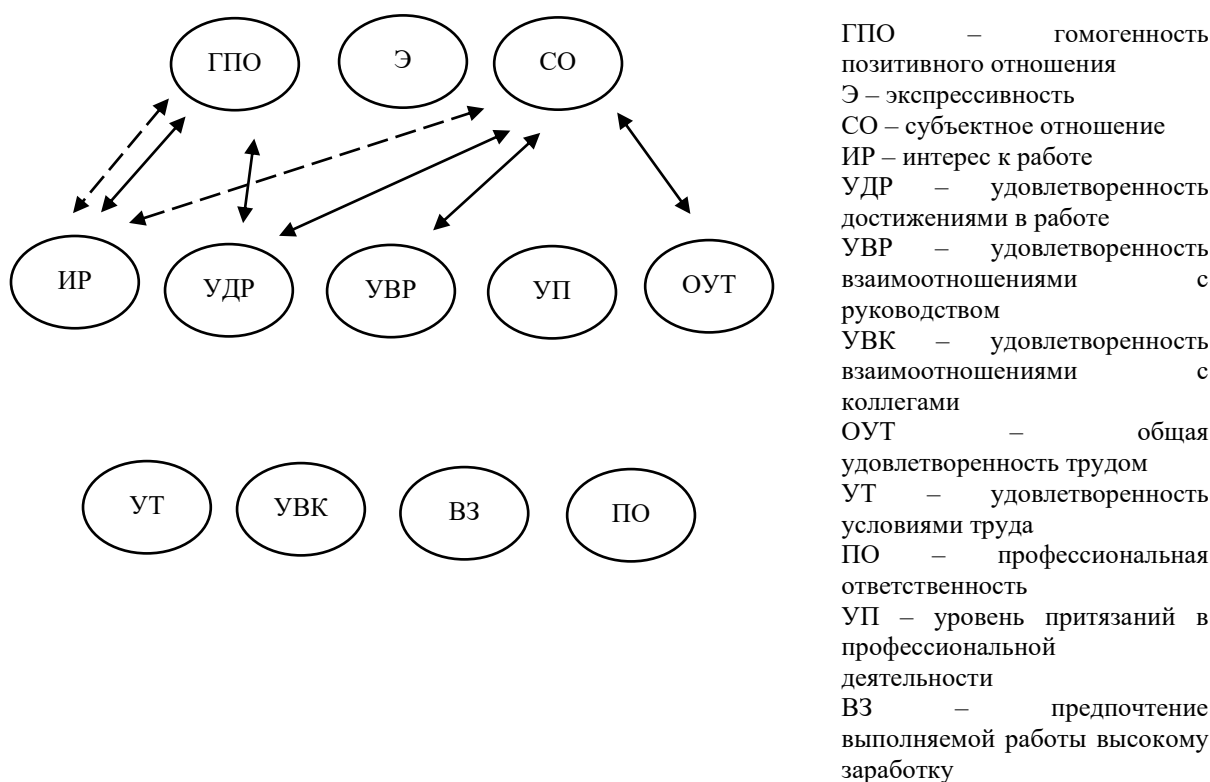 ГПО
Э
СО
ИР
УДР
УВР
УП
ОУТ
УТ
УВК
ВЗ
ПО
ГПО – гомогенность
позитивного отношения
Э – экспрессивность
СО – субъектное отношение
ИР – интерес к работе
УДР – удовлетворенность
достижениями в работе
УВР – удовлетворенность
взаимоотношениями с
руководством
УВК – удовлетворенность
взаимоотношениями с
коллегами
ОУТ – общая
удовлетворенность трудом
УТ – удовлетворенность
условиями труда
ПО – профессиональная
ответственность
УП – уровень притязаний в
профессиональной
деятельности
ВЗ – предпочтение
выполняемой работы высокому
заработку